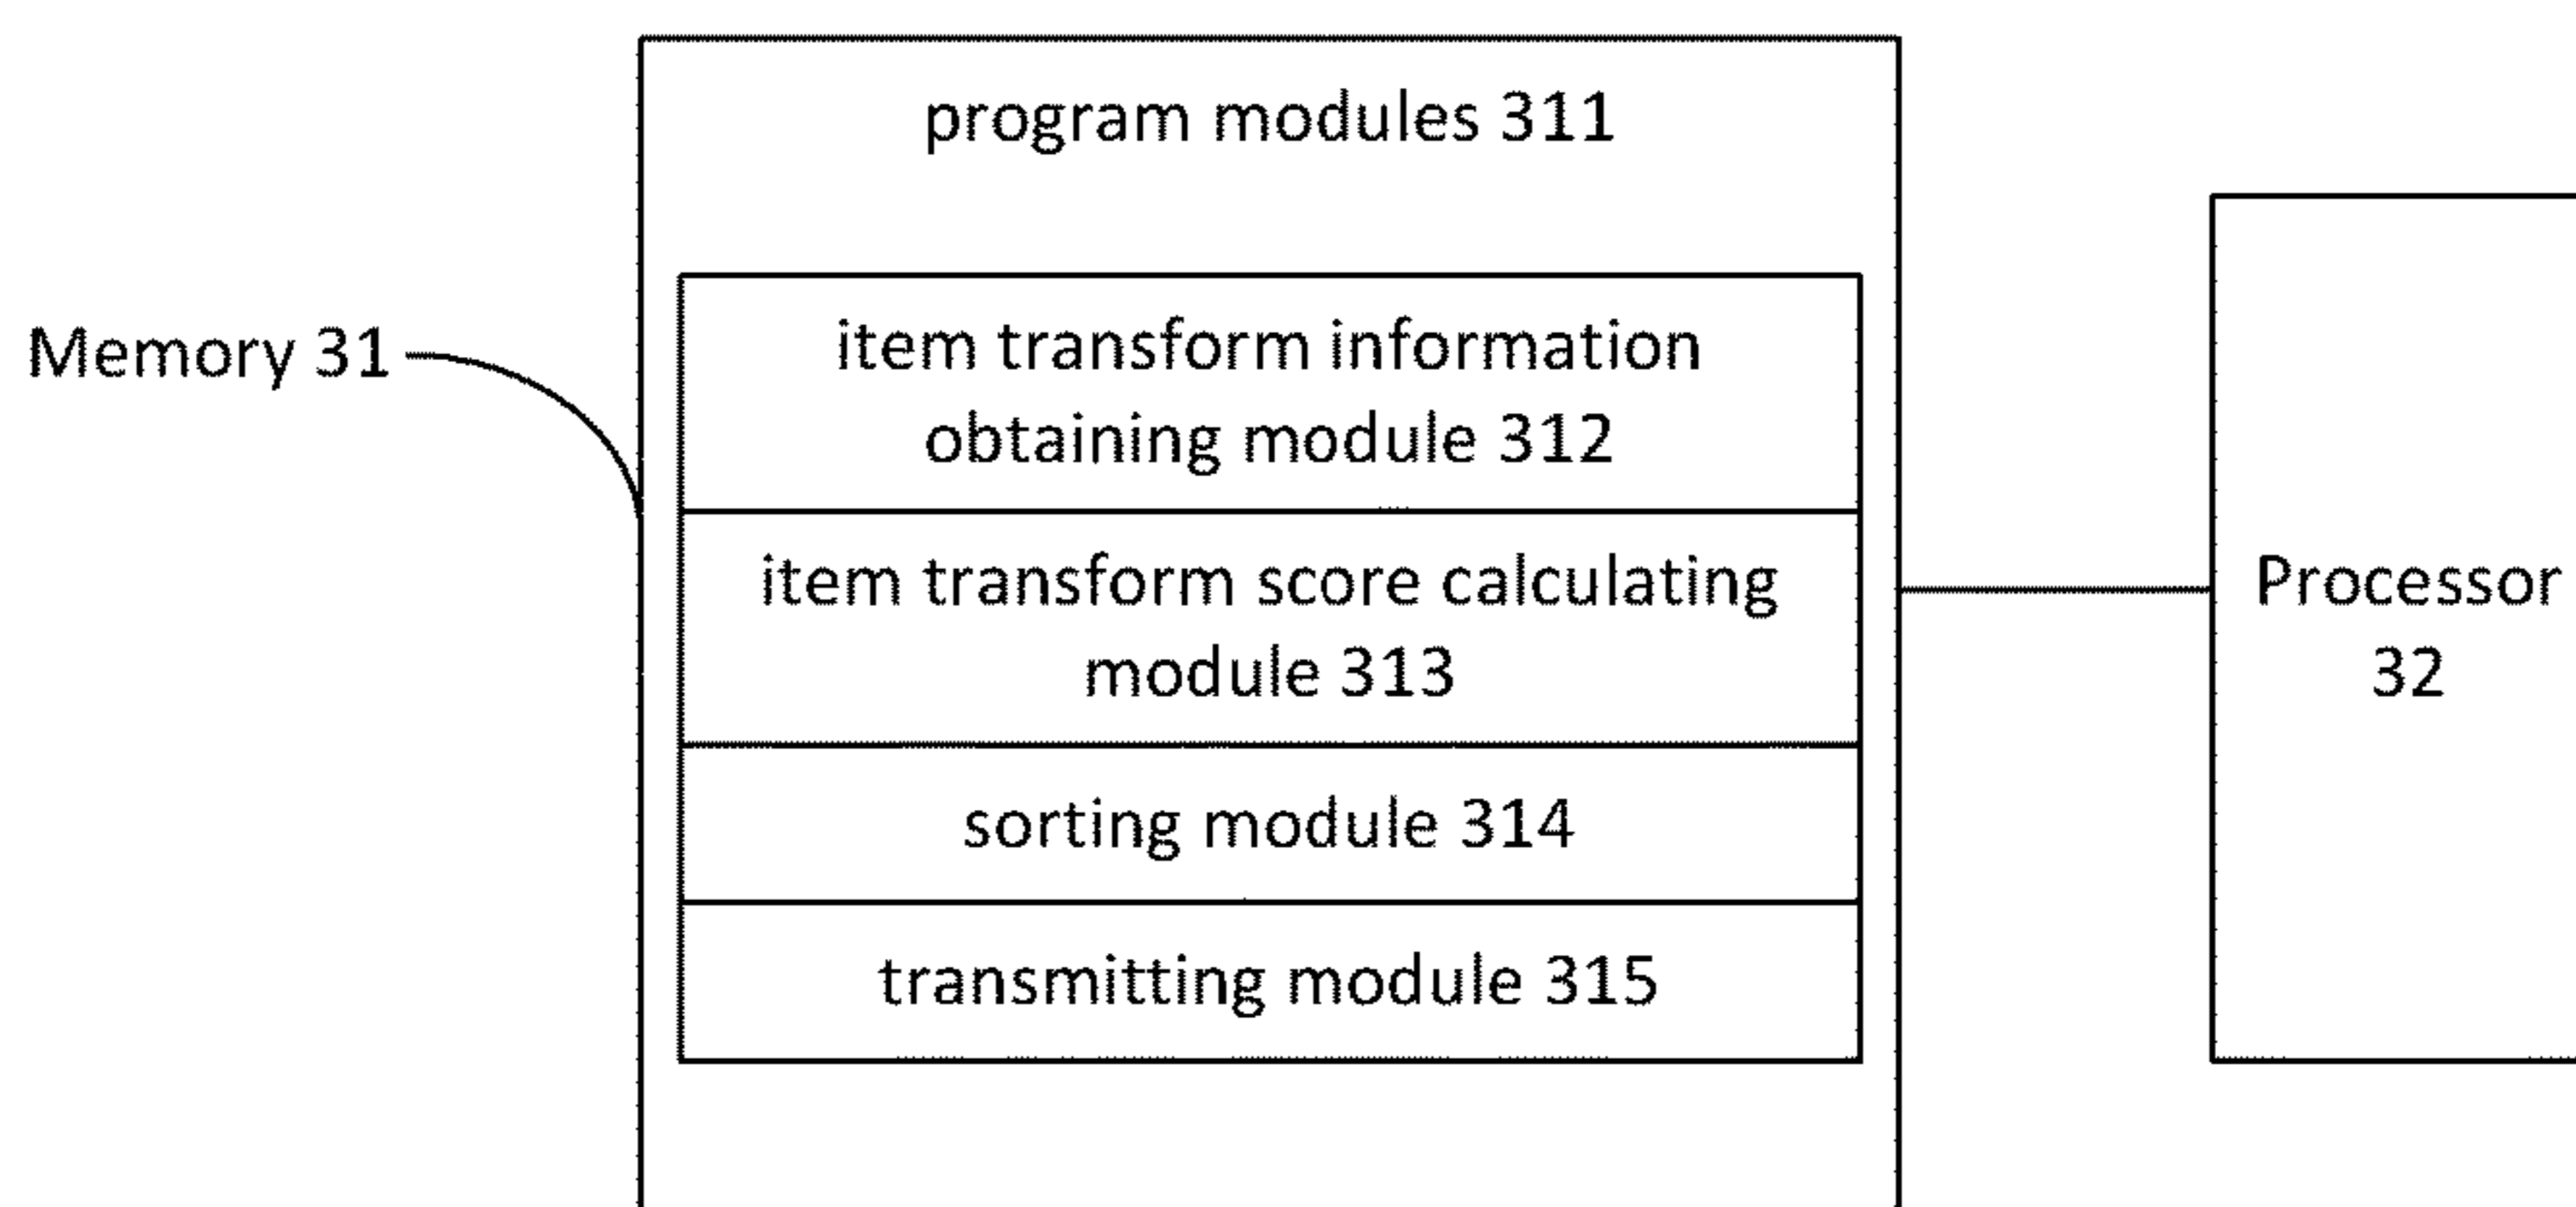 program modules 311
Memory 31
item transform information
obtaining module 312
item transform score calculating
module 313
Processor
32
sorting module 314
transmitting module 315